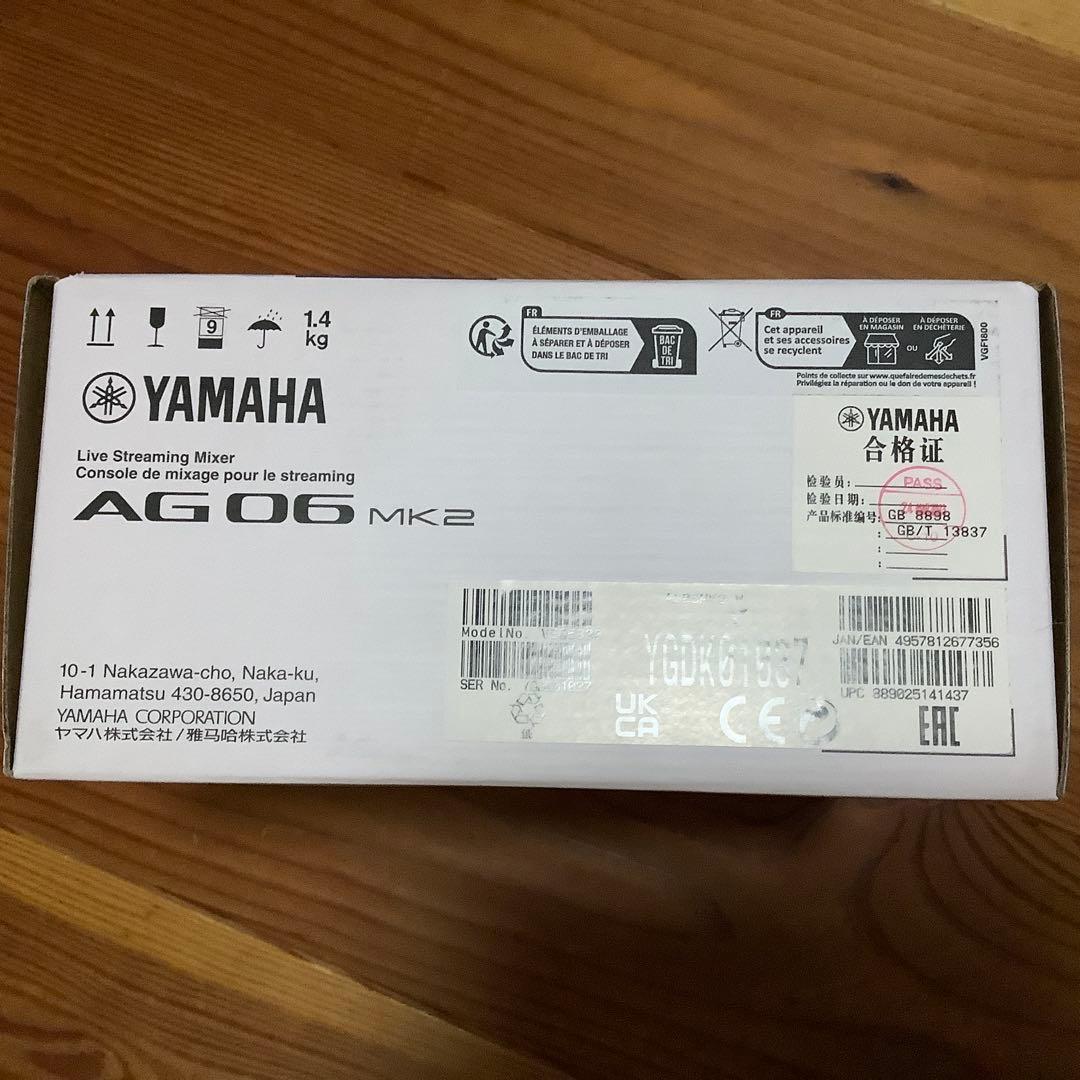 9
1.4
kg
YAMAHA
Live Streaming Mixer
Console de mixage pour le streaming
AG06 MK2
FR
ÉLÉMENTS D'EMBALLAGE
À SÉPARER ET À DÉPOSER
DANS LE BAC DE TRI
BAC
DE
TRI
FR
Cet appareil
et ses accessoires
se recyclent
À DÉPOSER
EN MAGASIN
OU
À DÉPOSER
EN DÉCHÈTERIE
Points de collecte sur www.quefairedemesdechets.fr
Privilégiez la réparation ou le don de votre appareil !
VGF1800
YAMAHA
合格证
检验员:
PASS
检验日期:
产品标准编号: GB 8898
: GB/T 13837
:
:
10-1 Nakazawa-cho, Naka-ku,
Hamamatsu 430-8650, Japan
YAMAHA CORPORATION
ヤマハ株式会社/雅马哈株式会社
Model No.
SER No.
YGDK01537
JAN/EAN 4957812677356
UPC 889025141437
UK
CA
CE
EAC